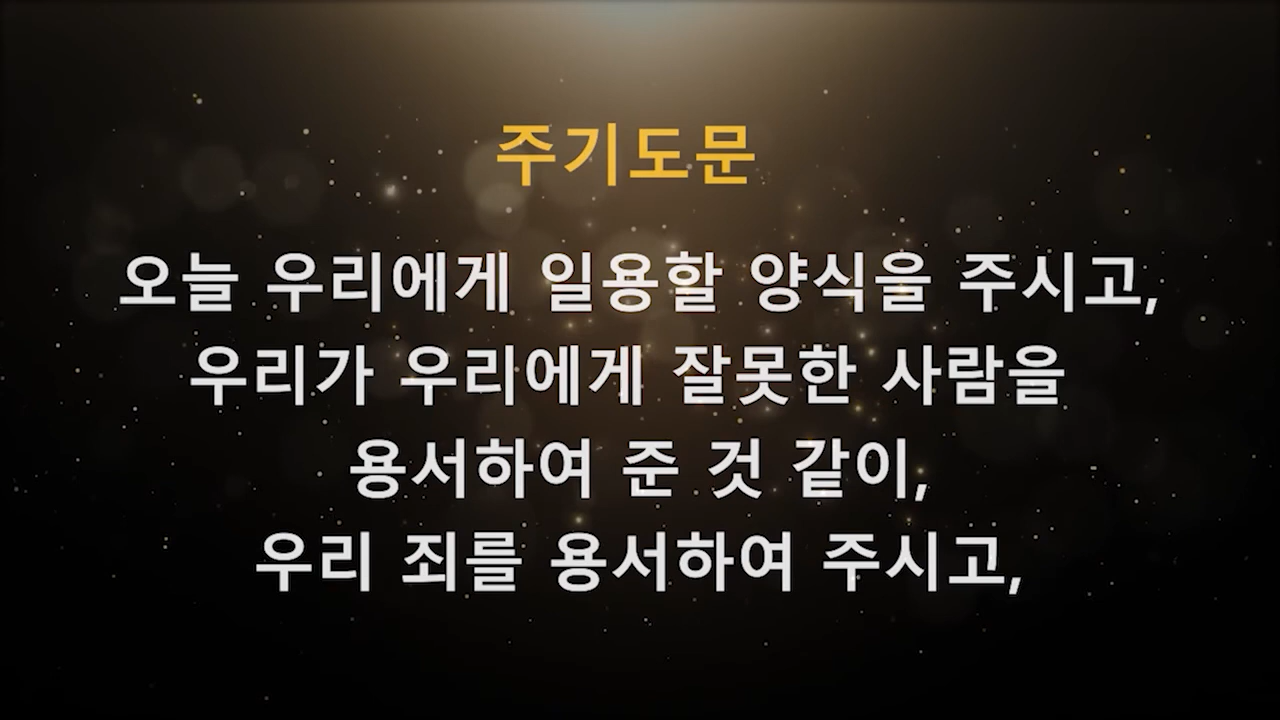 주기도문
오늘 우리에게 일용할 양식을 주시고,
우리가 우리에게 잘못한 사람을
용서하여 준 것 같이,
우리 죄를 용서하여 주시고,